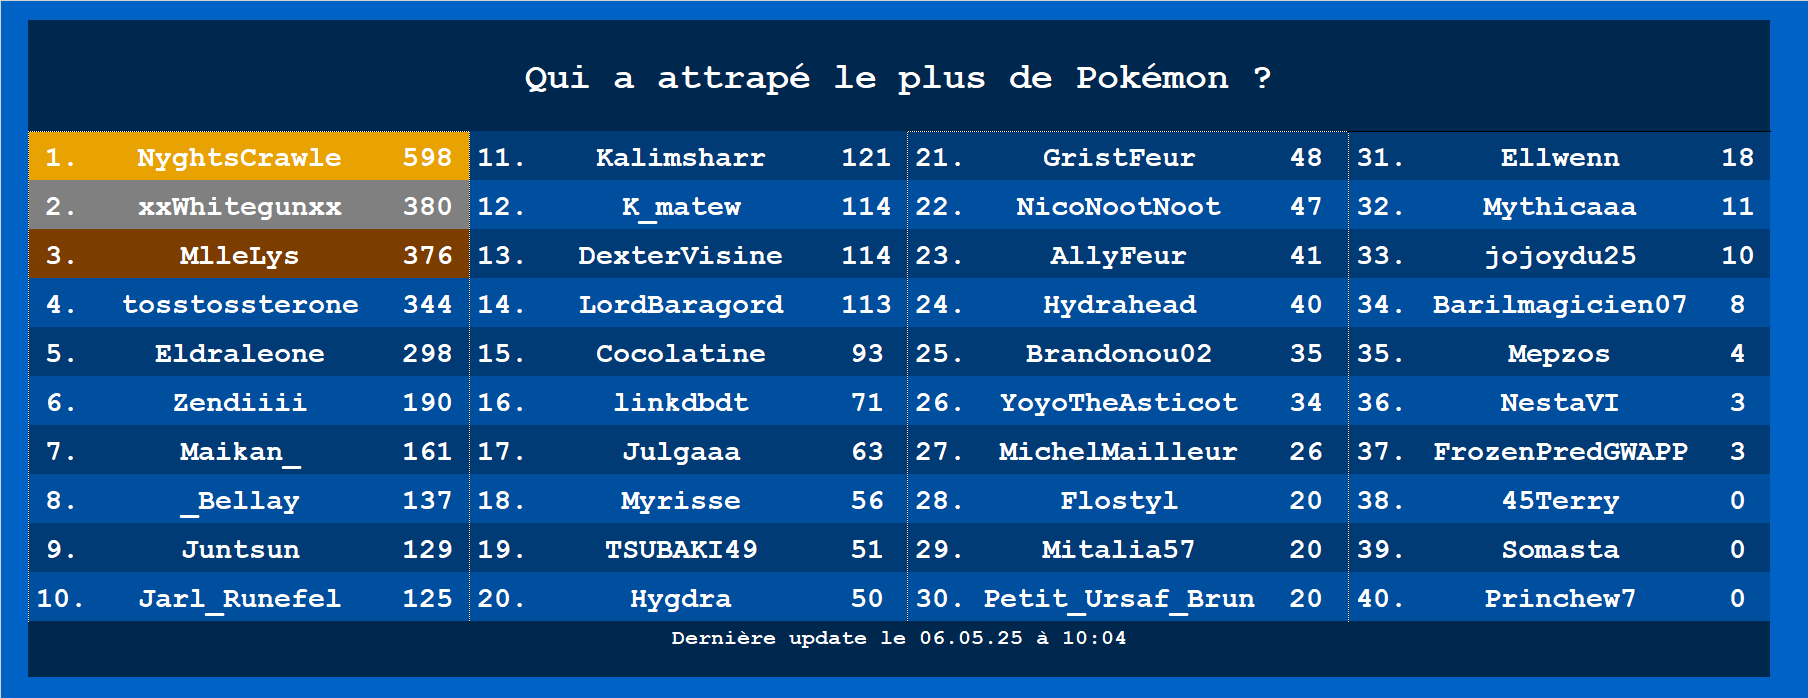 Qui a attrapé le plus de Pokémon ?
1. NyghtsCrawle 598 11. Kalimsharr 121 21. GristFeur 48 31. Ellwenn 18
2. xxWhitegunxx 380 12. K_matew 114 22. NicoNootNoot 47 32. Mythicaaa 11
3. MlleLys 376 13. DexterVisine 114 23. AllyFeur 41 33. jojoydu25 10
4. tosstossterone 344 14. LordBaragord 113 24. Hydrahead 40 34. Barilmagicien07 8
5. Eldraleone 298 15. Cocolatine 93 25. Brandonou02 35 35. Mepzos 4
6. Zendiiii 190 16. linkdbdt 71 26. YoyoTheAsticot 34 36. NestaVI 3
7. Maikan_ 161 17. Julgaaa 63 27. MichelMailleur 26 37. FrozenPredGWAPP 3
8. _Bellay 137 18. Myrisse 56 28. Flostyl 20 38. 45Terry 0
9. Juntsun 129 19. TSUBAKI49 51 29. Mitalia57 20 39. Somasta 0
10. Jarl_Runefel 125 20. Hygdra 50 30. Petit_Ursaf_Brun 20 40. Princhew7 0
Dernière update le 06.05.25 à 10:04